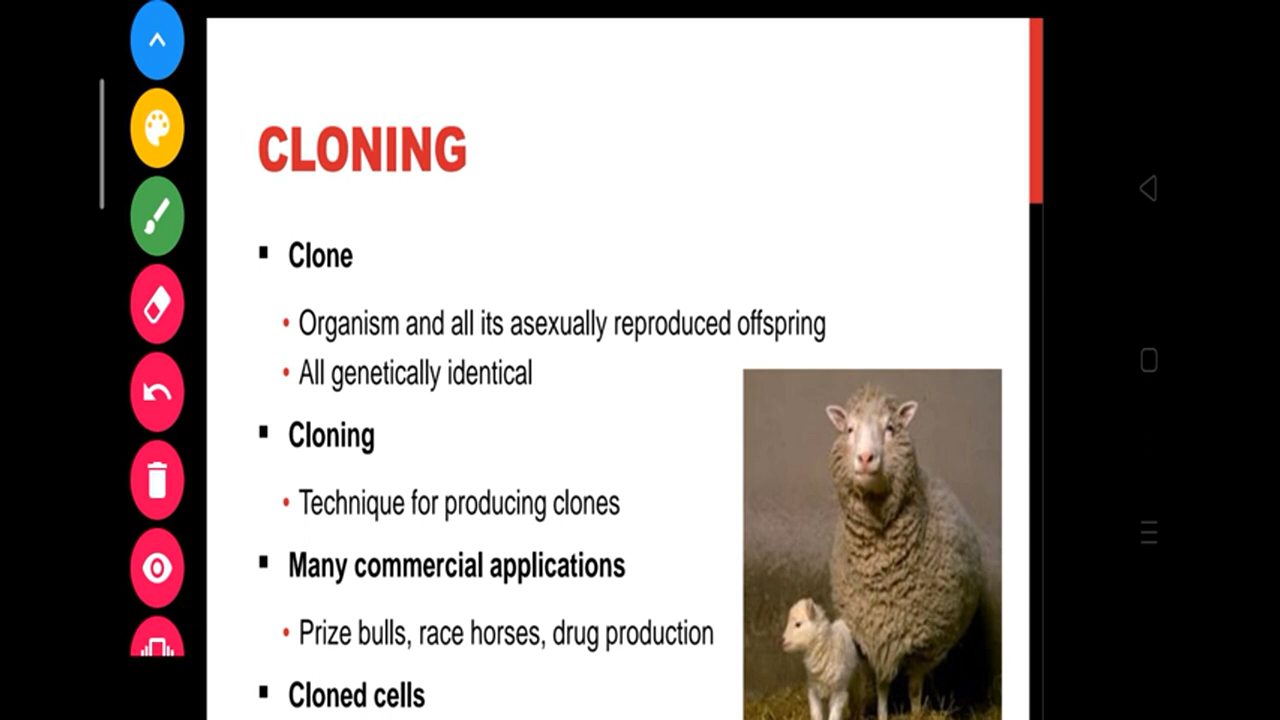 CLONING
Clone
Organism and all its asexually reproduced offspring
All genetically identical
Cloning
Technique for producing clones
Many commercial applications
Prize bulls, race horses, drug production
Cloned cells